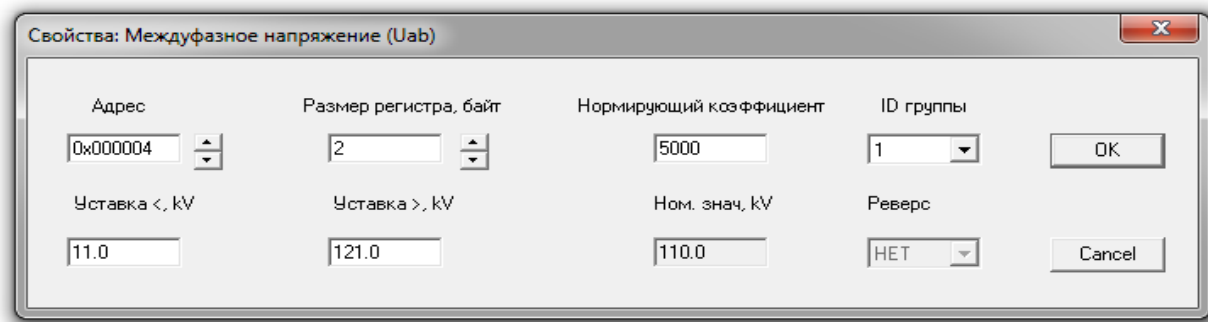 Свойства: Междуфазное напряжение (Uab)
Адрес Размер регистра, байт Нормирующий коэффициент ID группы
0x000004 2 5000 1 OK
Уставка <, kV Уставка >, kV Ном. знач, kV Реверс
11.0 121.0 110.0 НЕТ Cancel